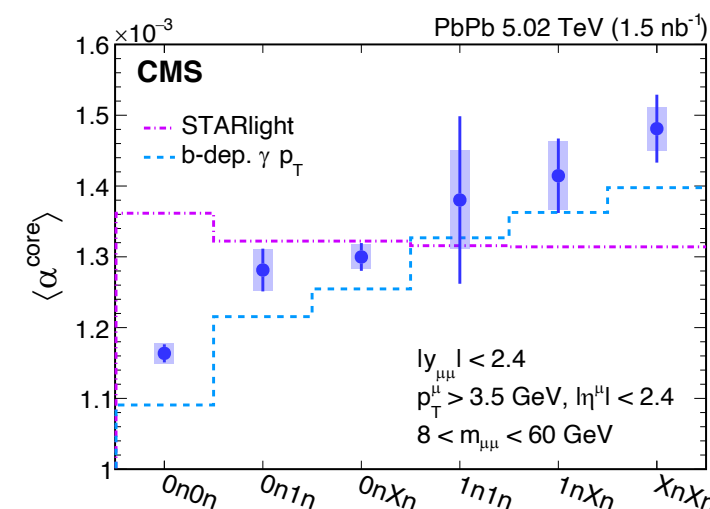 ×10⁻³
PbPb 5.02 TeV (1.5 nb⁻¹)
CMS
STARlight
b-dep. γ p_T
⟨α^core⟩
1.6
1.5
1.4
1.3
1.2
1.1
1
|y_μμ| < 2.4
p_T^μ > 3.5 GeV, |η^μ| < 2.4
8 < m_μμ < 60 GeV
0n0n
0n1n
0nXn
1n1n
1nXn
XnXn